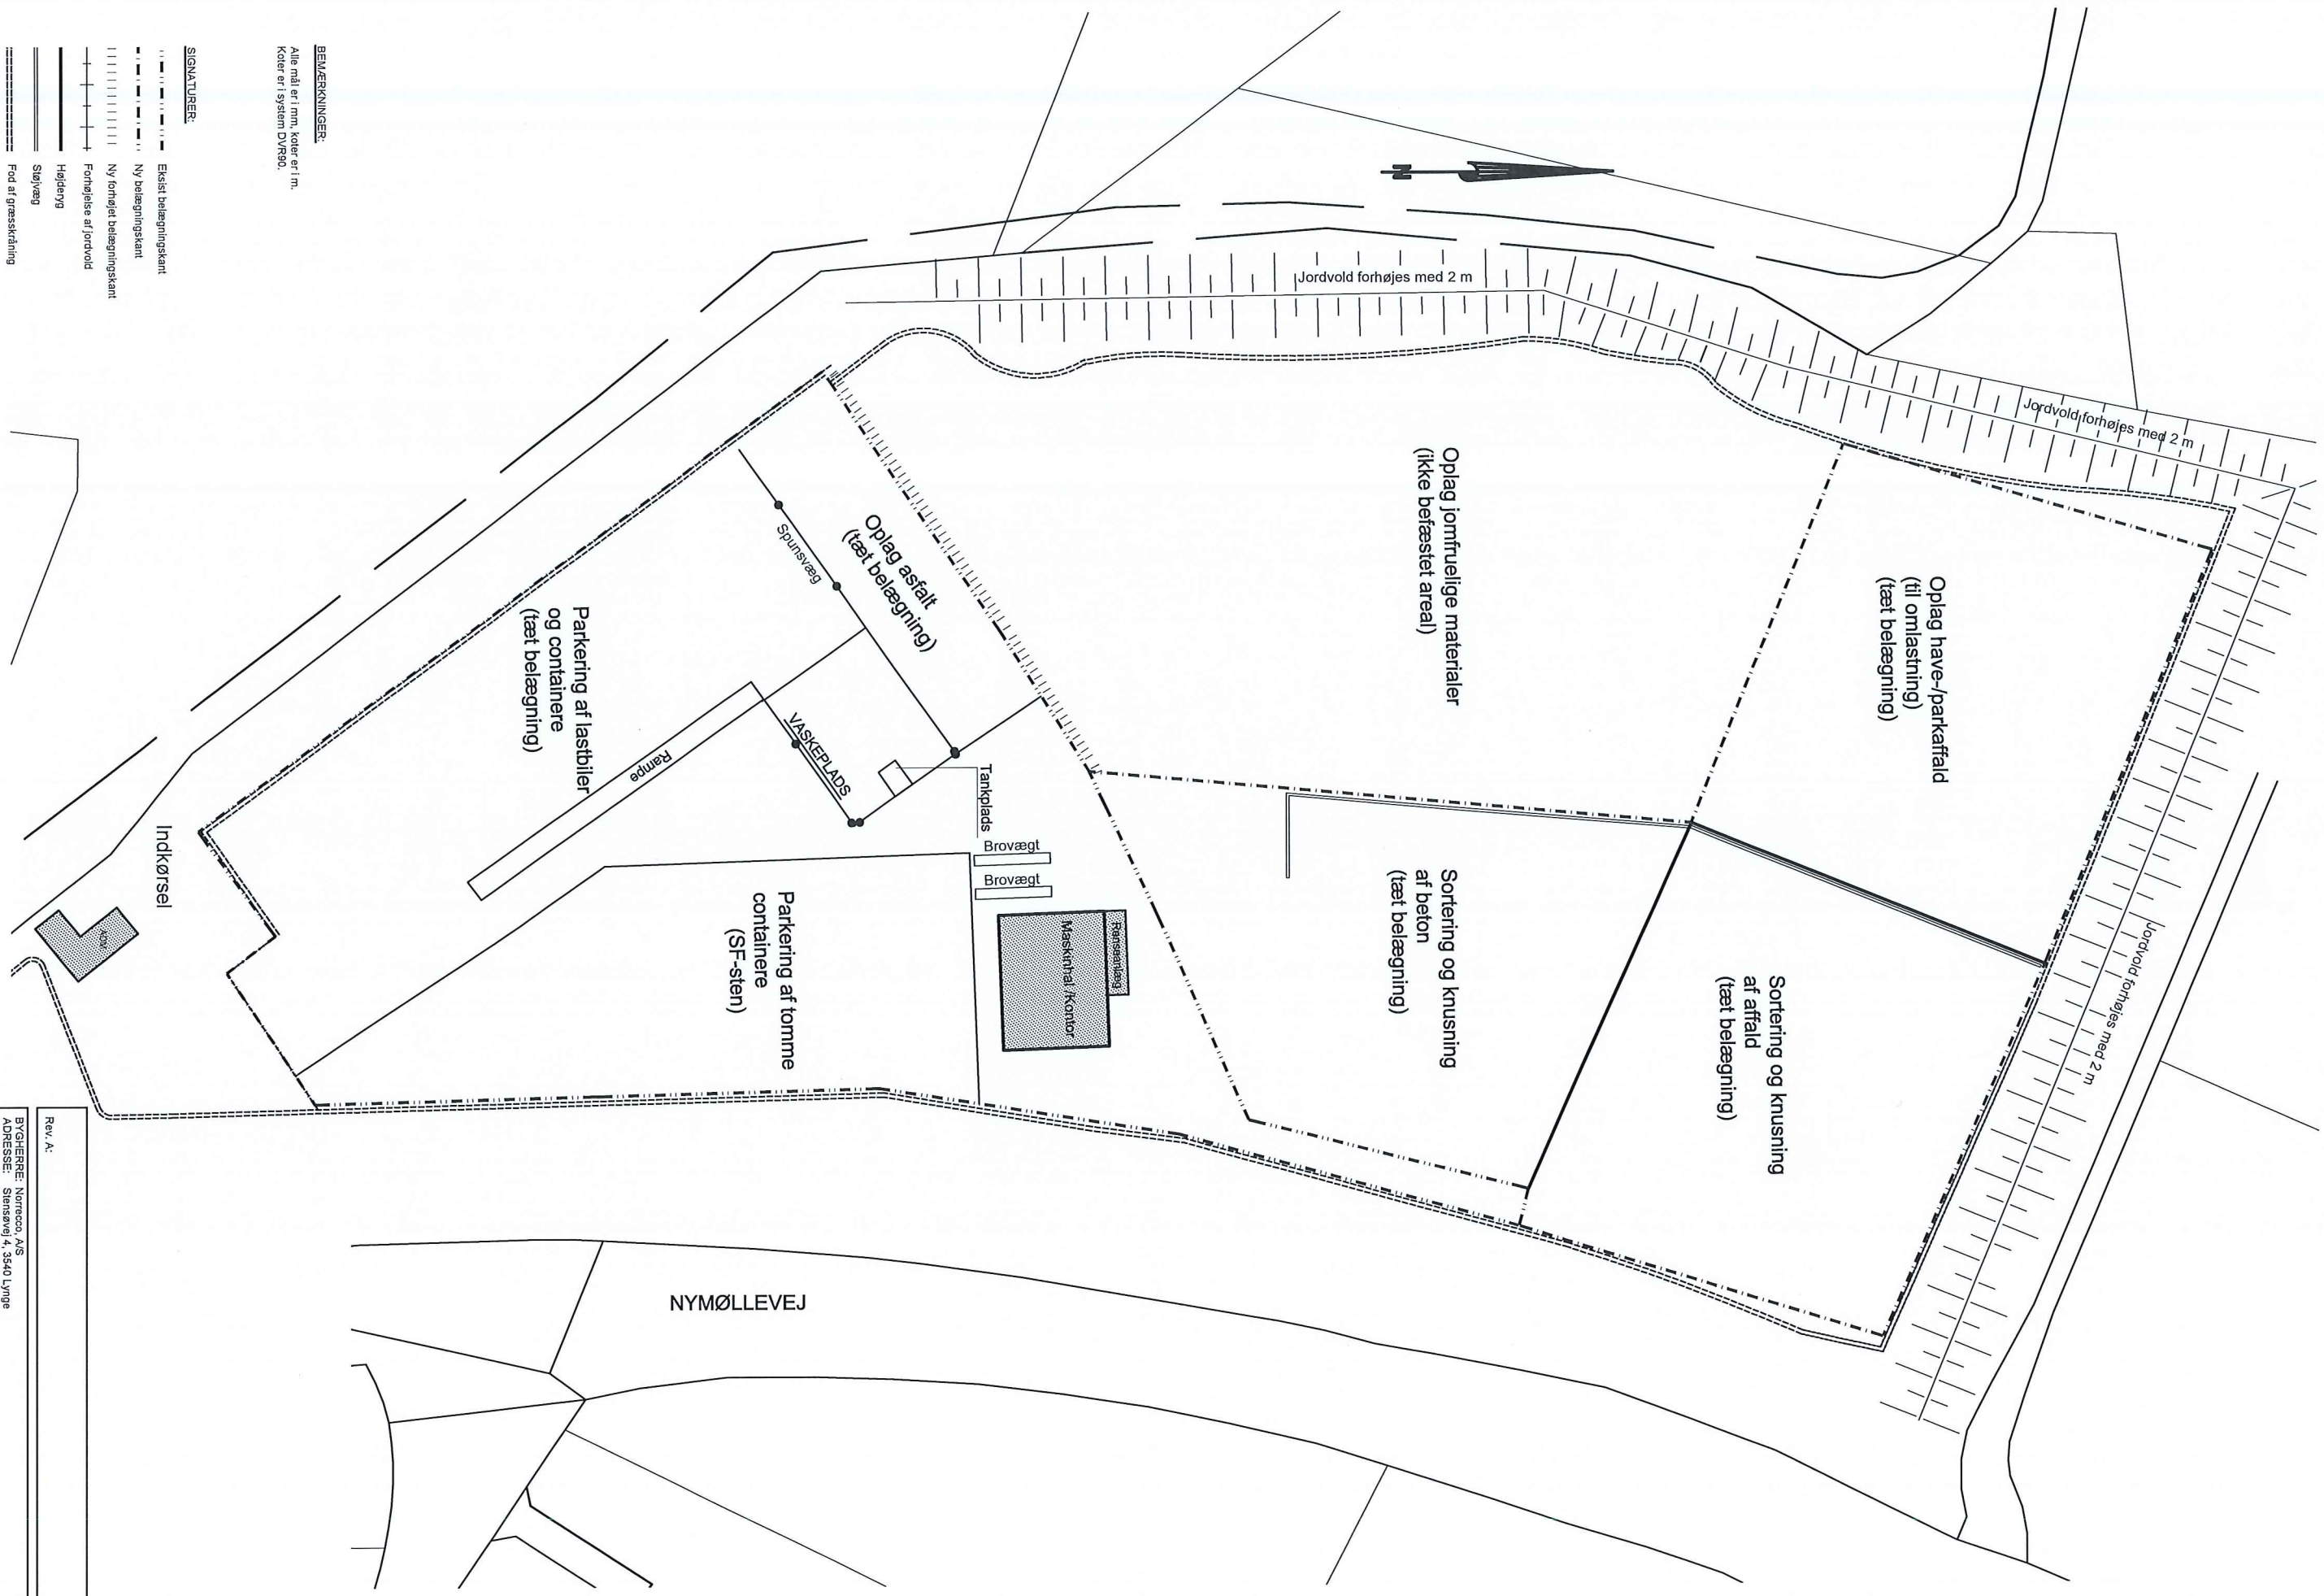 BEMÆRKNINGER:
Alle mål er i mm, koter er i m.
Koter er i system DVR90.
SIGNATURER:
Eksist belægningskant
Ny belægningskant
Ny forhøjet belægningskant
Forhøjelse af jordvold
Højderyg
Støjvæg
Fod af græsskråning
N
Jordvold forhøjes med 2 m
Jordvold forhøjes med 2 m
Jordvold forhøjes med 2 m
Oplag have-/parkaffald
(til omlastning)
(tæt belægning)
Oplag jomfruelige materialer
(ikke befæstet areal)
Oplag asfalt
(tæt belægning)
Spunsvæg
Parkering af lastbiler
og containere
(tæt belægning)
Rampe
VASKEPLADS
Tankplads
Brovægt
Brovægt
Renseanlæg
Maskinhal /Kontor
Sortering og knusning
af beton
(tæt belægning)
Sortering og knusning
af affald
(tæt belægning)
Parkering af tomme
containere
(SF-sten)
Indkørsel
ADM.
NYMØLLEVEJ
Rev. A:
BYGHERRE: Norrecco, A/S
ADRESSE: Stensøvej 4, 3540 Lynge